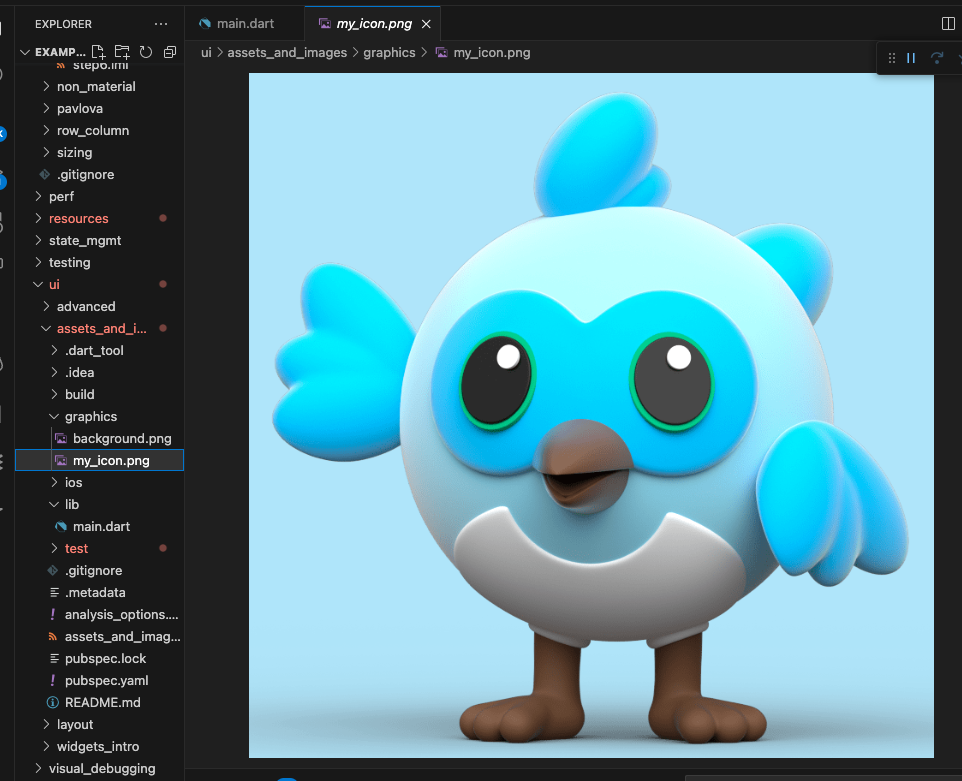 EXPLORER
EXAMP...
step6.iml
non_material
pavlova
row_column
sizing
.gitignore
perf
resources
state_mgmt
testing
ui
advanced
assets_and_i...
.dart_tool
.idea
build
graphics
background.png
my_icon.png
ios
lib
main.dart
test
.gitignore
.metadata
analysis_options....
assets_and_imag...
pubspec.lock
pubspec.yaml
README.md
layout
widgets_intro
visual_debugging
main.dart
my_icon.png
ui > assets_and_images > graphics > my_icon.png